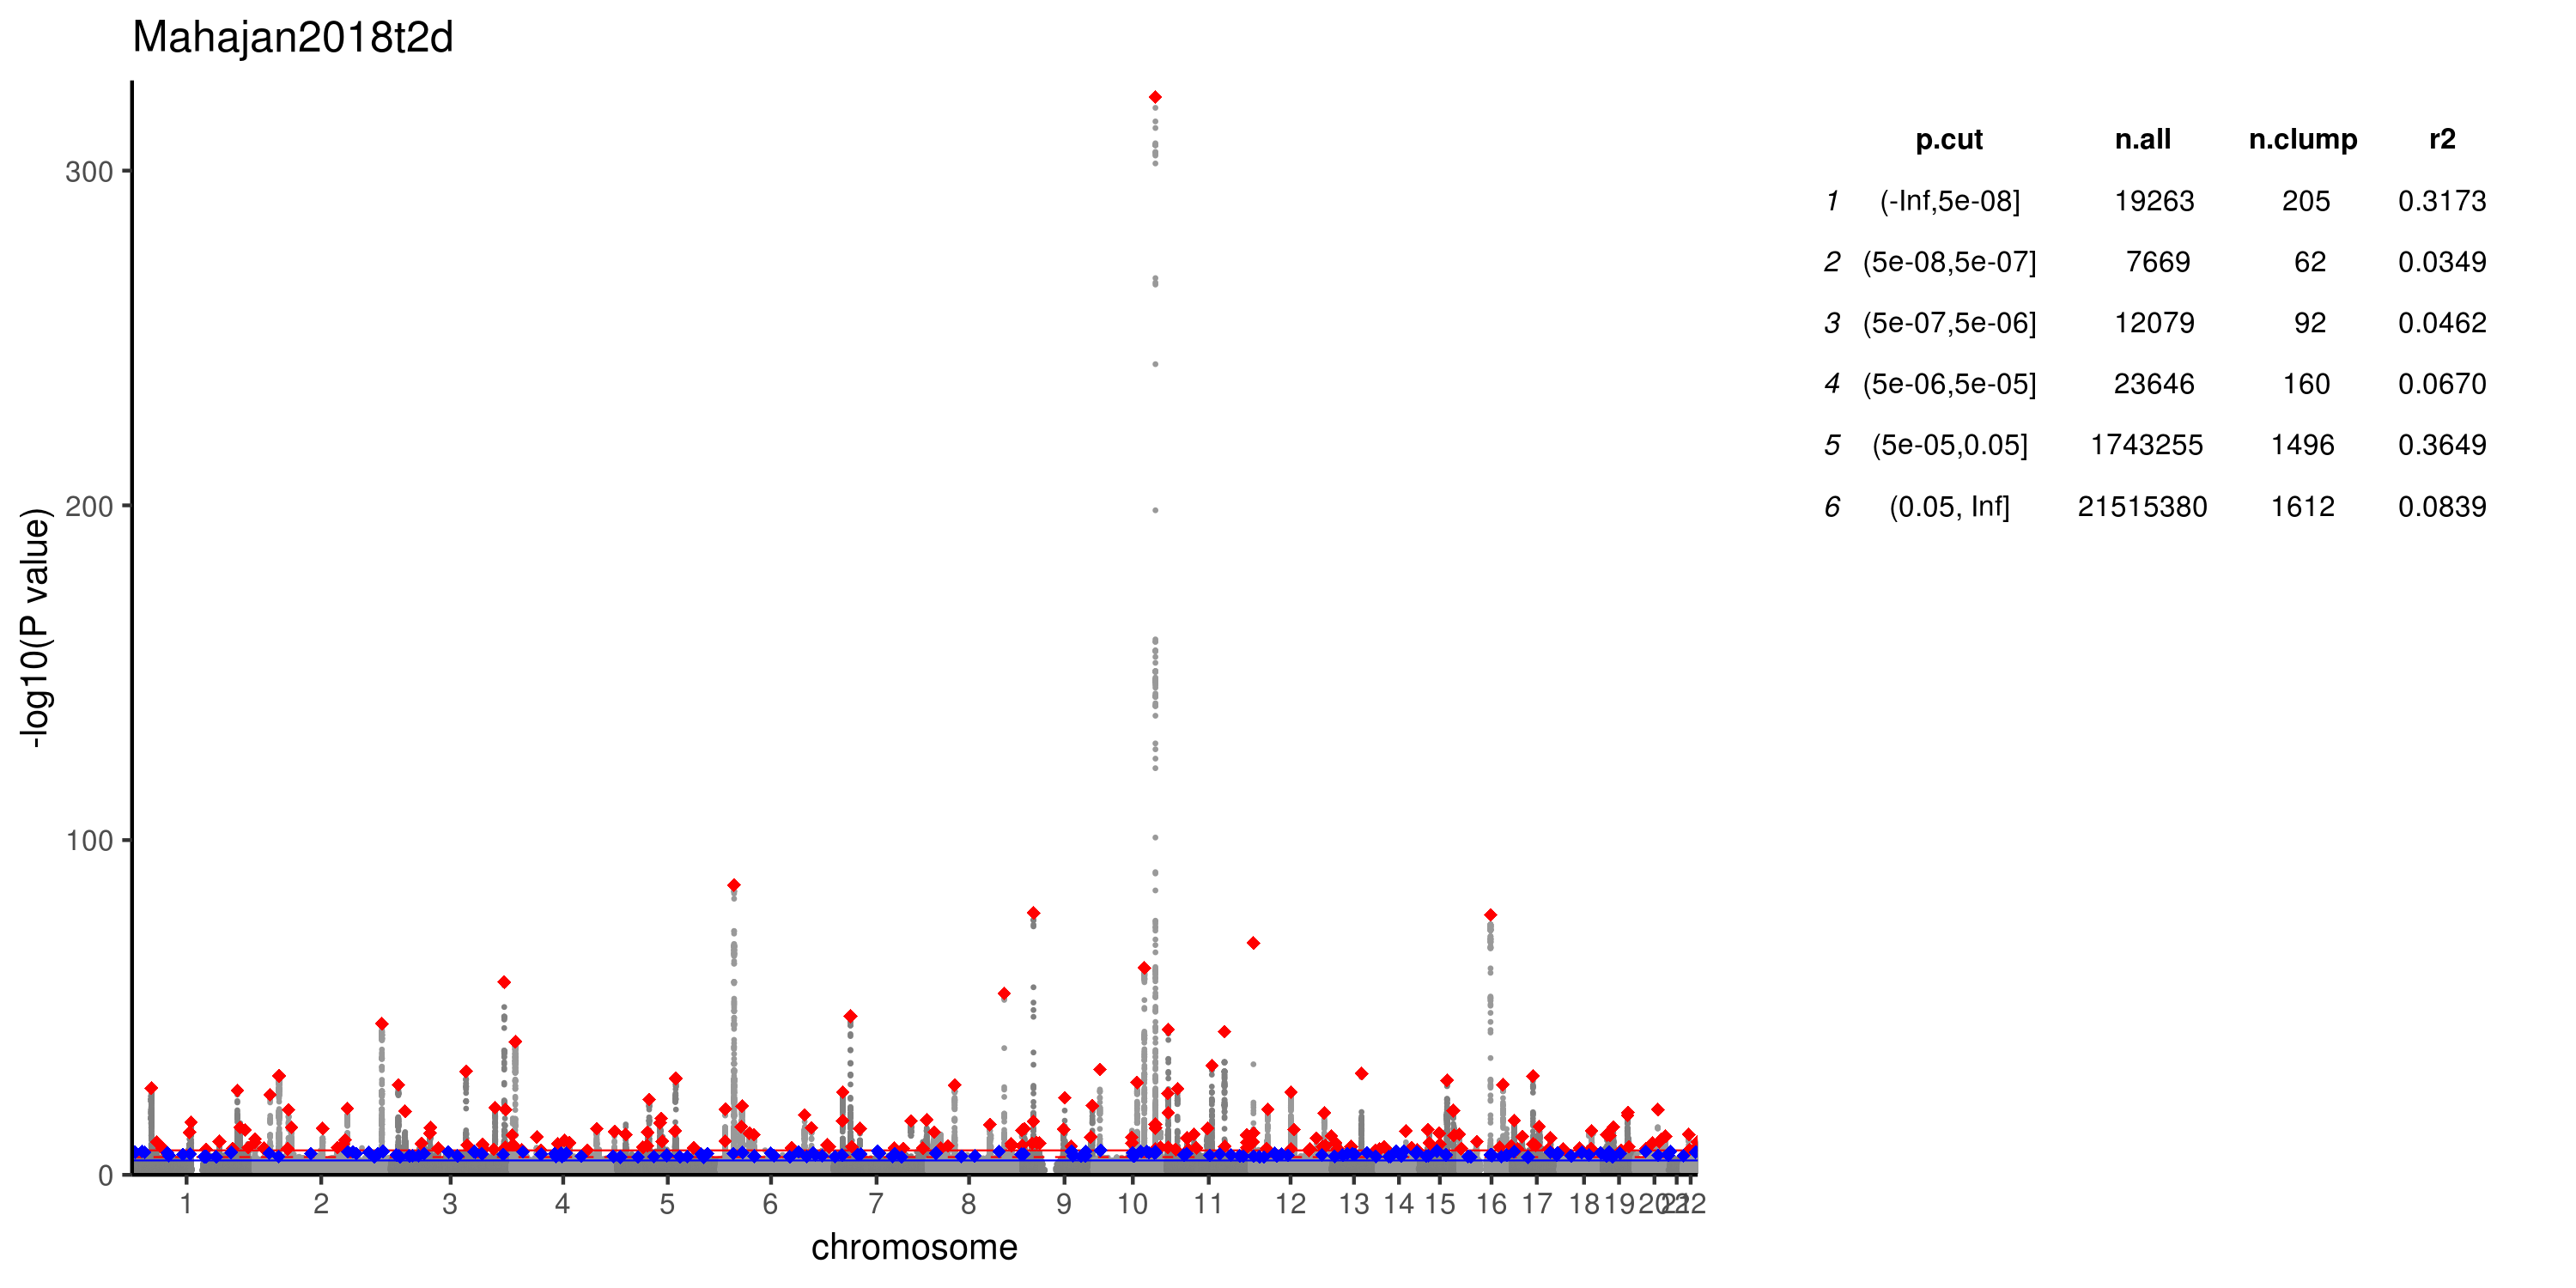 Mahajan2018t2d
-log10(P value)
300
200
100
0
1 2 3 4 5 6 7 8 9 10 11 12 13 14 15 16 17 18 19 20 21 22
chromosome
p.cut n.all n.clump r2
1 (-Inf,5e-08] 19263 205 0.3173
2 (5e-08,5e-07] 7669 62 0.0349
3 (5e-07,5e-06] 12079 92 0.0462
4 (5e-06,5e-05] 23646 160 0.0670
5 (5e-05,0.05] 1743255 1496 0.3649
6 (0.05, Inf] 21515380 1612 0.0839